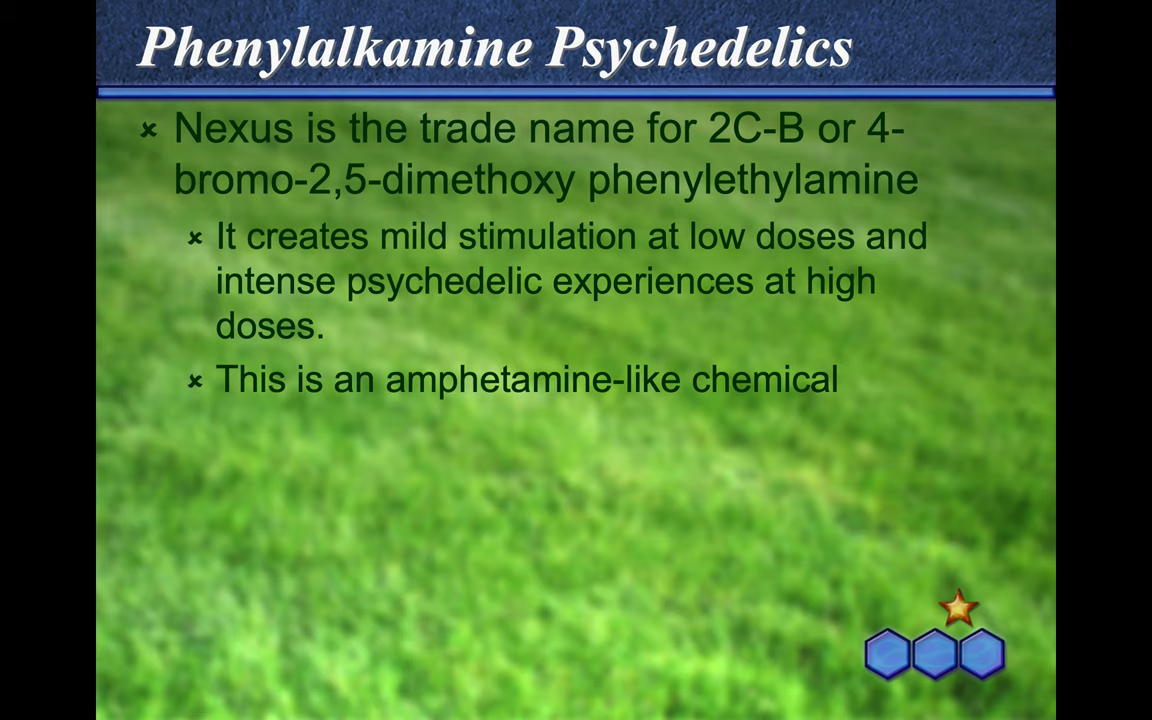 Phenylalkamine Psychedelics
Nexus is the trade name for 2C-B or 4-
bromo-2,5-dimethoxy phenylethylamine
It creates mild stimulation at low doses and
intense psychedelic experiences at high
doses.
This is an amphetamine-like chemical